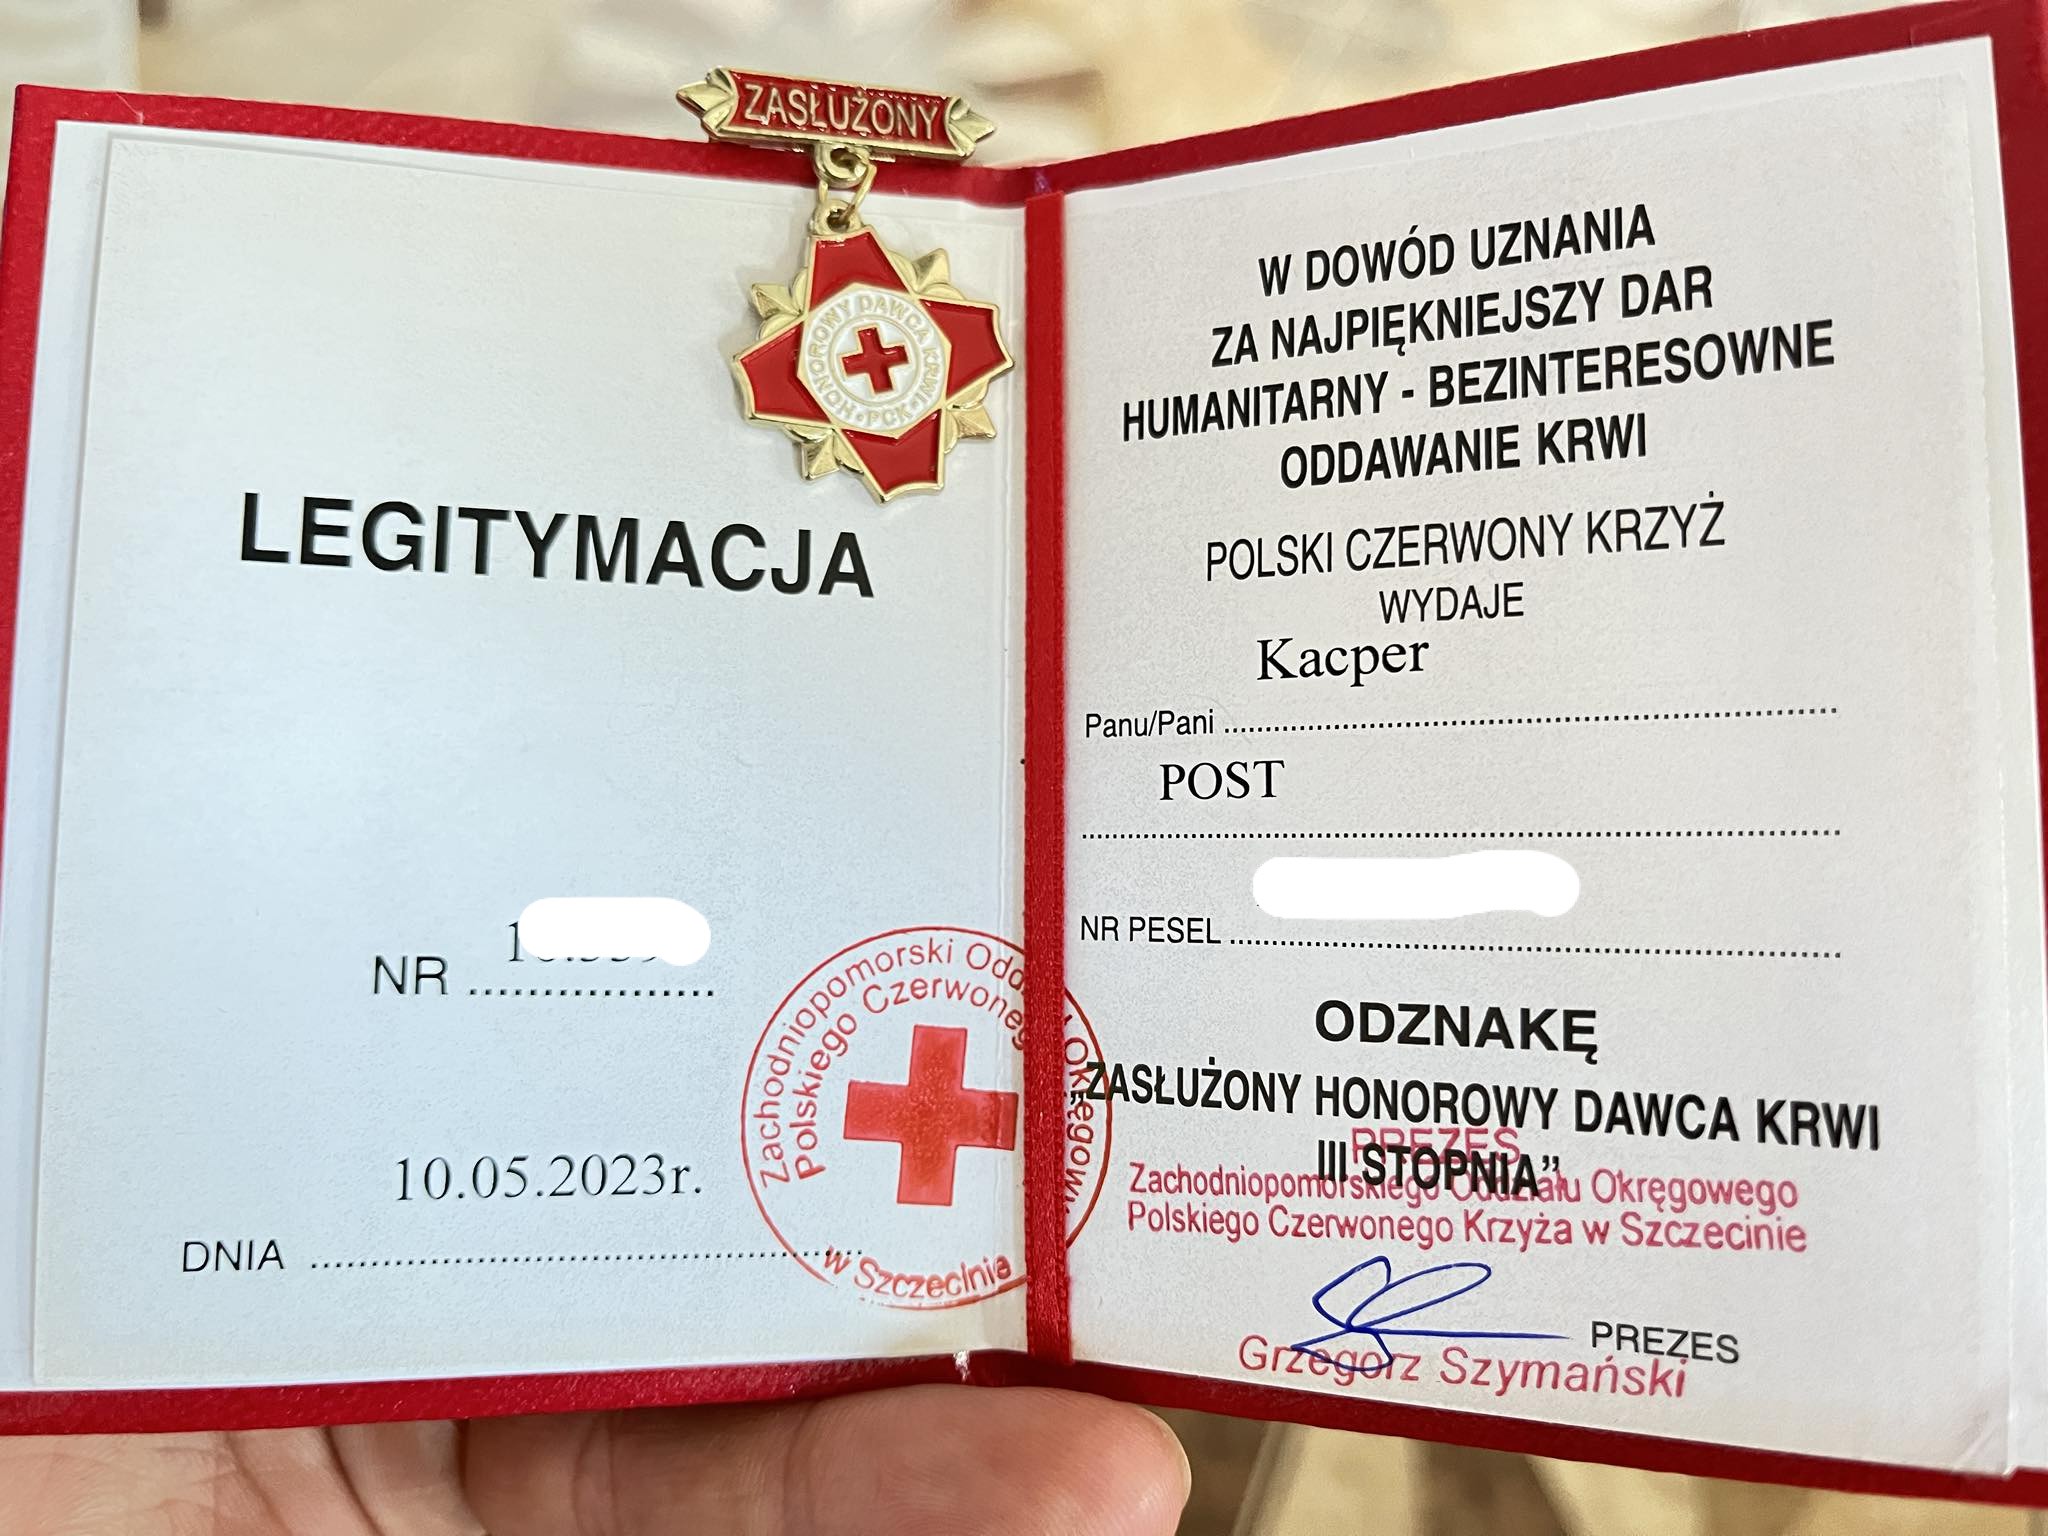 ZASŁUŻONY
HONOROWY DAWCA KRWI • PCK •
LEGITYMACJA
NR ..................
10.05.2023r.
DNIA ..........................................
Zachodniopomorski Okręgowy
Polskiego Czerwonego
w Szczecinie
W DOWÓD UZNANIA
ZA NAJPIĘKNIEJSZY DAR
HUMANITARNY - BEZINTERESOWNE
ODDAWANIE KRWI
POLSKI CZERWONY KRZYŻ
WYDAJE
Kacper
Panu/Pani ..........................................
POST
..........................................
NR PESEL ..........................................
ODZNAKĘ
„ZASŁUŻONY HONOROWY DAWCA KRWI
III STOPNIA”
PREZES
Zachodniopomorskiego Oddziału Okręgowego
Polskiego Czerwonego Krzyża w Szczecinie
PREZES
Grzegorz Szymański